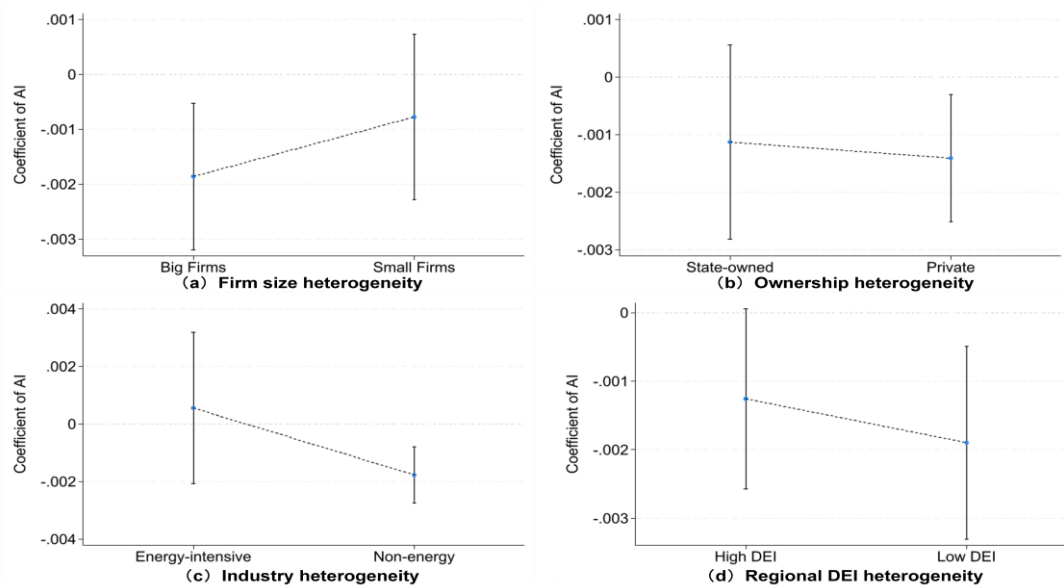 .001
0
-.001
-.002
-.003
Coefficient of AI
Big Firms
Small Firms
（a）Firm size heterogeneity
.001
0
-.001
-.002
-.003
Coefficient of AI
State-owned
Private
（b）Ownership heterogeneity
.004
.002
0
-.002
-.004
Coefficient of AI
Energy-intensive
Non-energy
（c）Industry heterogeneity
0
-.001
-.002
-.003
Coefficient of AI
High DEI
Low DEI
（d）Regional DEI heterogeneity